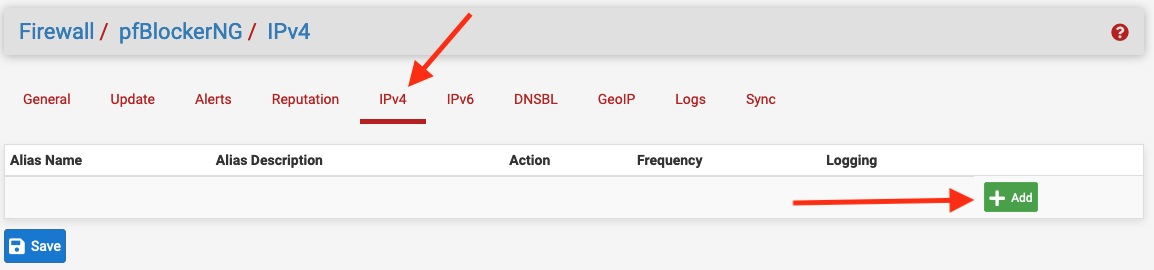 Firewall / pfBlockerNG / IPv4
General Update Alerts Reputation IPv4 IPv6 DNSBL GeoIP Logs Sync
Alias Name Alias Description Action Frequency Logging
Add
Save